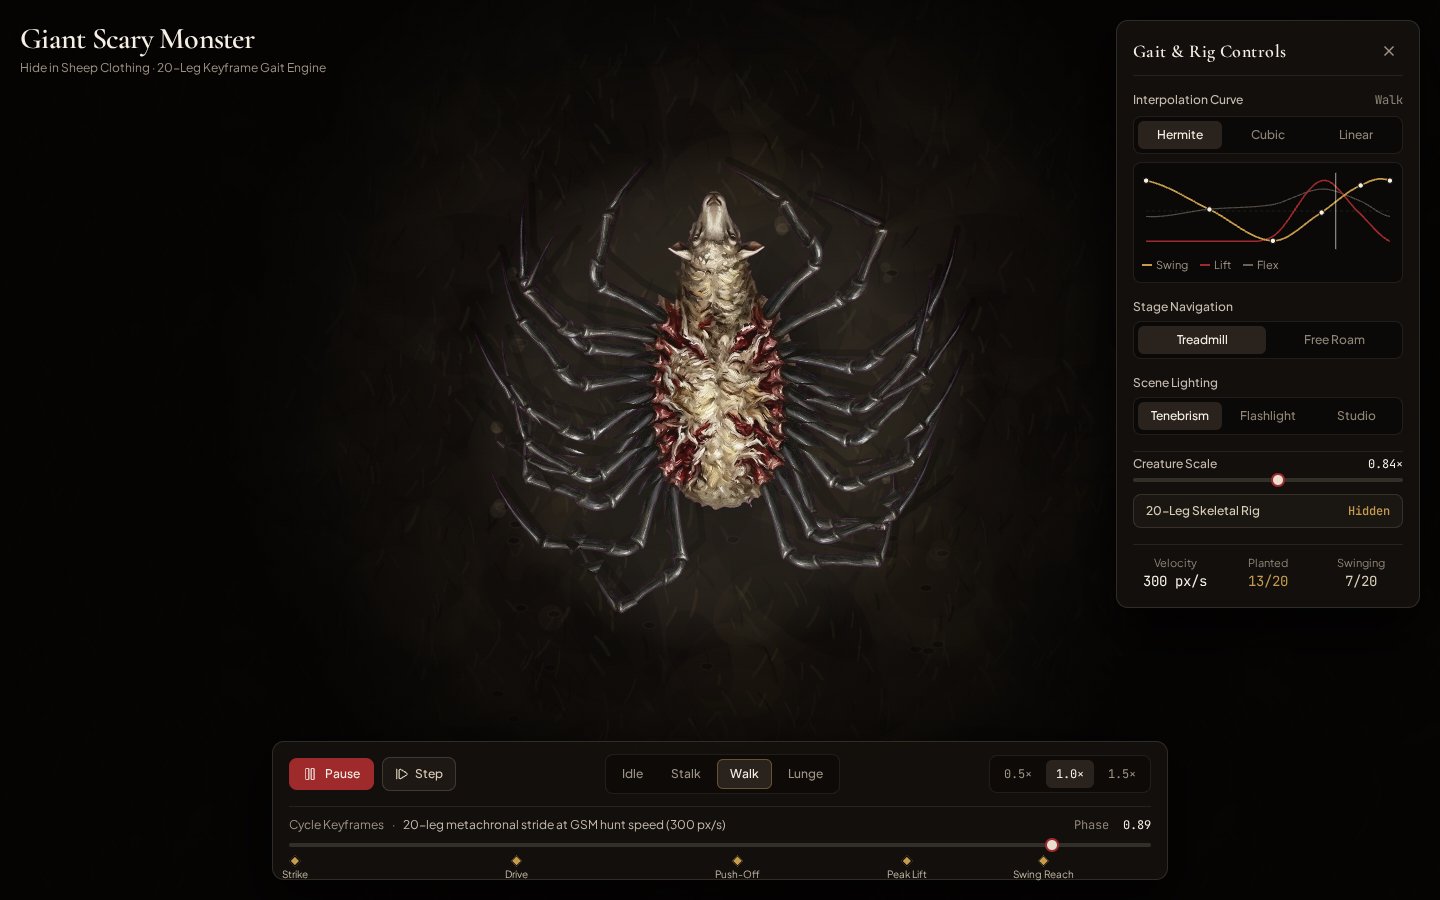 Giant Scary Monster
Hide in Sheep Clothing · 20-Leg Keyframe Gait Engine
Gait & Rig Controls
Interpolation Curve Walk
Hermite Cubic Linear
Swing Lift Flex
Stage Navigation
Treadmill Free Roam
Scene Lighting
Tenebrism Flashlight Studio
Creature Scale 0.84×
20-Leg Skeletal Rig Hidden
Velocity Planted Swinging
300 px/s 13/20 7/20
Pause Step Idle Stalk Walk Lunge 0.5× 1.0× 1.5×
Cycle Keyframes · 20-leg metachronal stride at GSM hunt speed (300 px/s) Phase 0.89
Strike Drive Push-Off Peak Lift Swing Reach